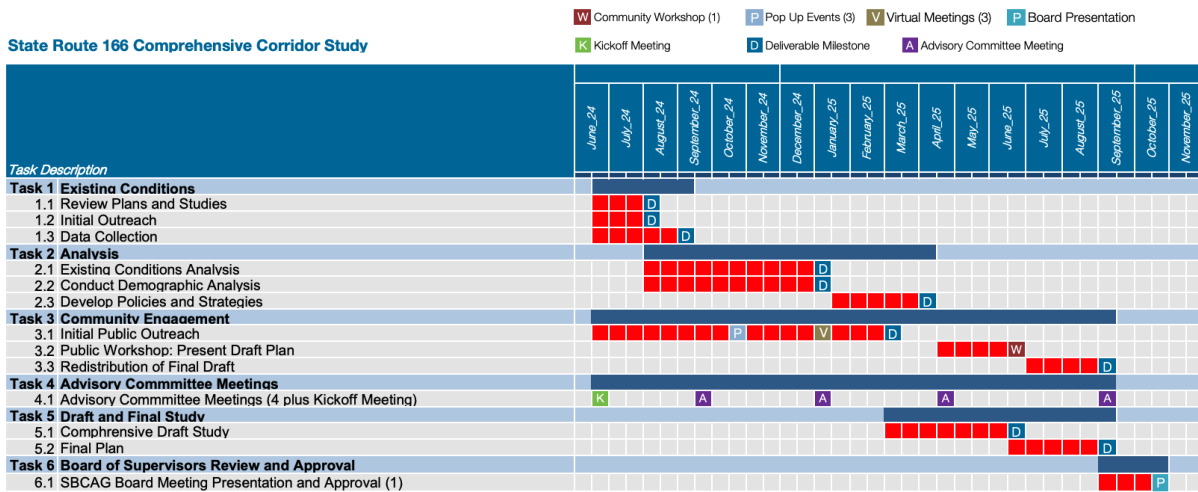 W Community Workshop (1) P Pop Up Events (3) V Virtual Meetings (3) P Board Presentation
State Route 166 Comprehensive Corridor Study K Kickoff Meeting D Deliverable Milestone A Advisory Committee Meeting
Task Description June_24 July_24 August_24 September_24 October_24 November_24 December_24 January_25 February_25 March_25 April_25 May_25 June_25 July_25 August_25 September_25 October_25 November_25
Task 1 Existing Conditions
1.1 Review Plans and Studies D
1.2 Initial Outreach D
1.3 Data Collection D
Task 2 Analysis
2.1 Existing Conditions Analysis D
2.2 Conduct Demographic Analysis D
2.3 Develop Policies and Strategies D
Task 3 Community Engagement
3.1 Initial Public Outreach P V D
3.2 Public Workshop: Present Draft Plan W
3.3 Redistribution of Final Draft D
Task 4 Advisory Commmittee Meetings
4.1 Advisory Commmittee Meetings (4 plus Kickoff Meeting) K A A A A
Task 5 Draft and Final Study
5.1 Comphrensive Draft Study D
5.2 Final Plan D
Task 6 Board of Supervisors Review and Approval
6.1 SBCAG Board Meeting Presentation and Approval (1) P